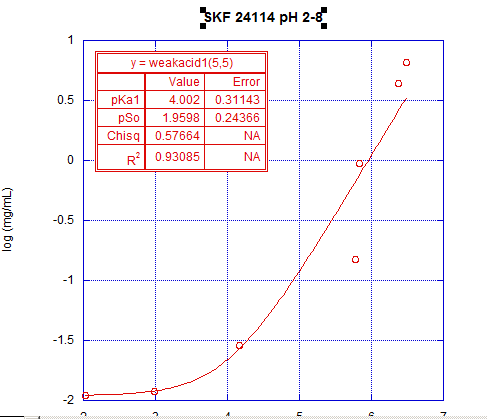 SKF 24114 pH 2-8
1
y = weakacid1(5,5)
Value Error
pKa1 4.002 0.31143
pSo 1.9598 0.24366
Chisq 0.57664 NA
R² 0.93085 NA
0.5
0
-0.5
-1
-1.5
-2
log (mg/mL)
2 3 4 5 6 7